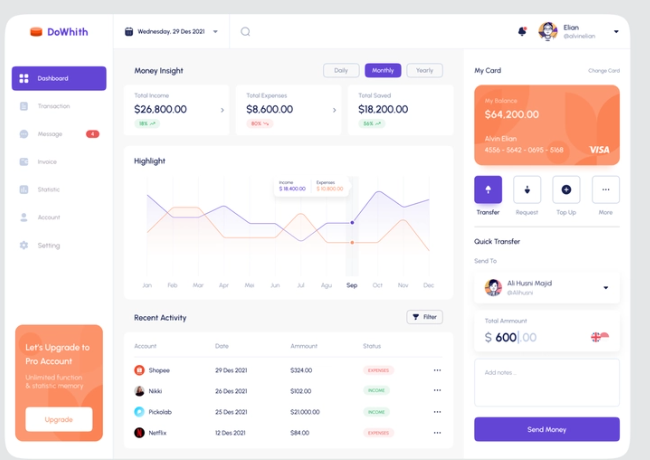 DoWhith
Dashboard
Transaction
Message
4
Invoice
Statistic
Account
Setting
Let's Upgrade to
Pro Account
Unlimited function
& statistic memory
Upgrade
Wednesday, 29 Des 2021
Money Insight
Daily
Monthly
Yearly
Total Income
$26,800.00
Total Expenses
$8,600.00
Total Saved
$18,200.00
Highlight
Income
$ 18,400.00
Expenses
$ 10,800.00
Jan Feb Mar Apr Mei Jun Jul Agu Sep Oct Nov Dec
Recent Activity
Filter
Account Date Ammount Status
Shopee 29 Des 2021 $324.00 EXPENSES
Nikki 26 Des 2021 $102.00 INCOME
Pickolab 25 Des 2021 $21.000.00 INCOME
Netflix 12 Des 2021 $84.00 EXPENSES
Elian
@alvinelian
My Card
Change Card
My Balance
$64,200.00
Alvin Elian
4556 - 5642 - 0695 - 5168
VISA
Transfer
Request
Top Up
More
Quick Transfer
Send To
Ali Husni Majid
@Alihusni
Total Ammount
$ 600.00
Add notes...
Send Money